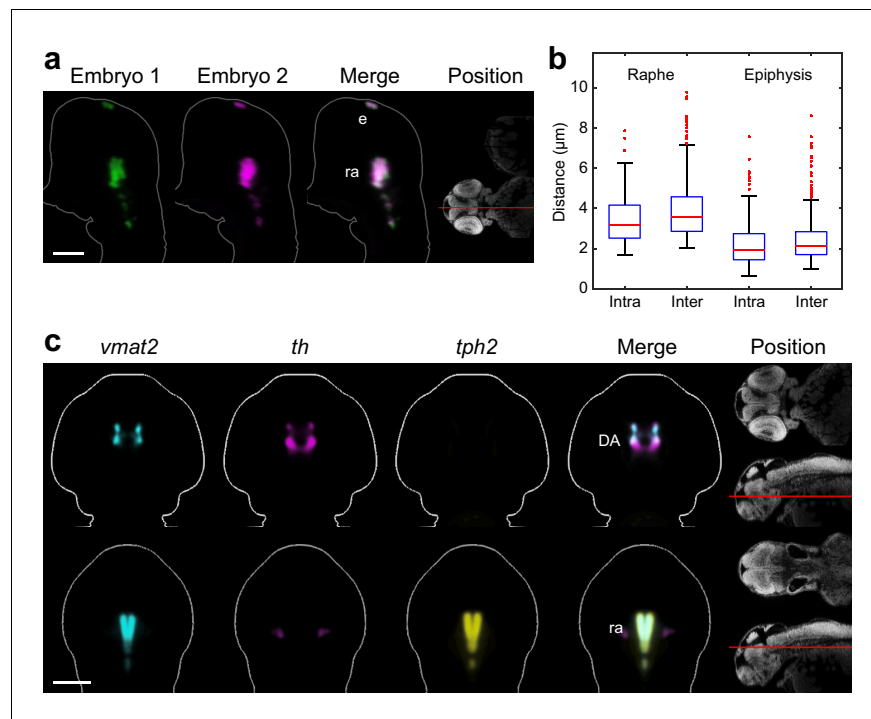 a
Embryo 1 Embryo 2 Merge Position
e
ra
b
Raphe Epiphysis
Distance (µm)
10
8
6
4
2
0
Intra Inter Intra Inter
c
vmat2 th tph2 Merge Position
DA
ra